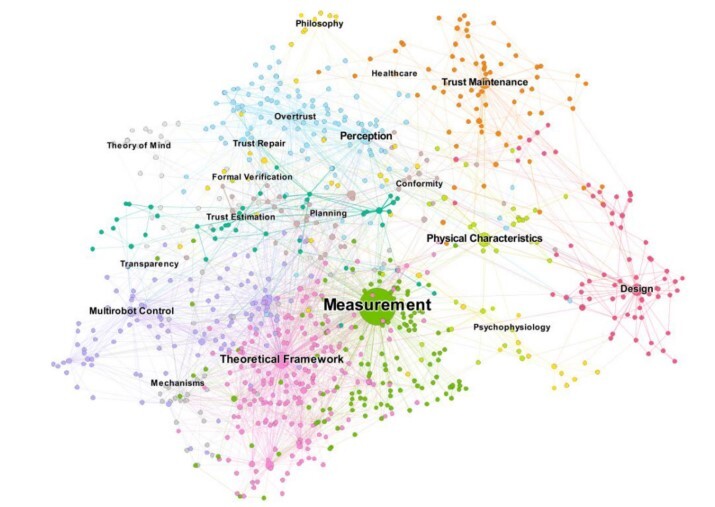 Philosophy
Healthcare
Trust Maintenance
Overtrust
Perception
Trust Repair
Theory of Mind
Formal Verification
Conformity
Trust Estimation
Planning
Physical Characteristics
Transparency
Design
Measurement
Multirobot Control
Psychophysiology
Theoretical Framework
Mechanisms